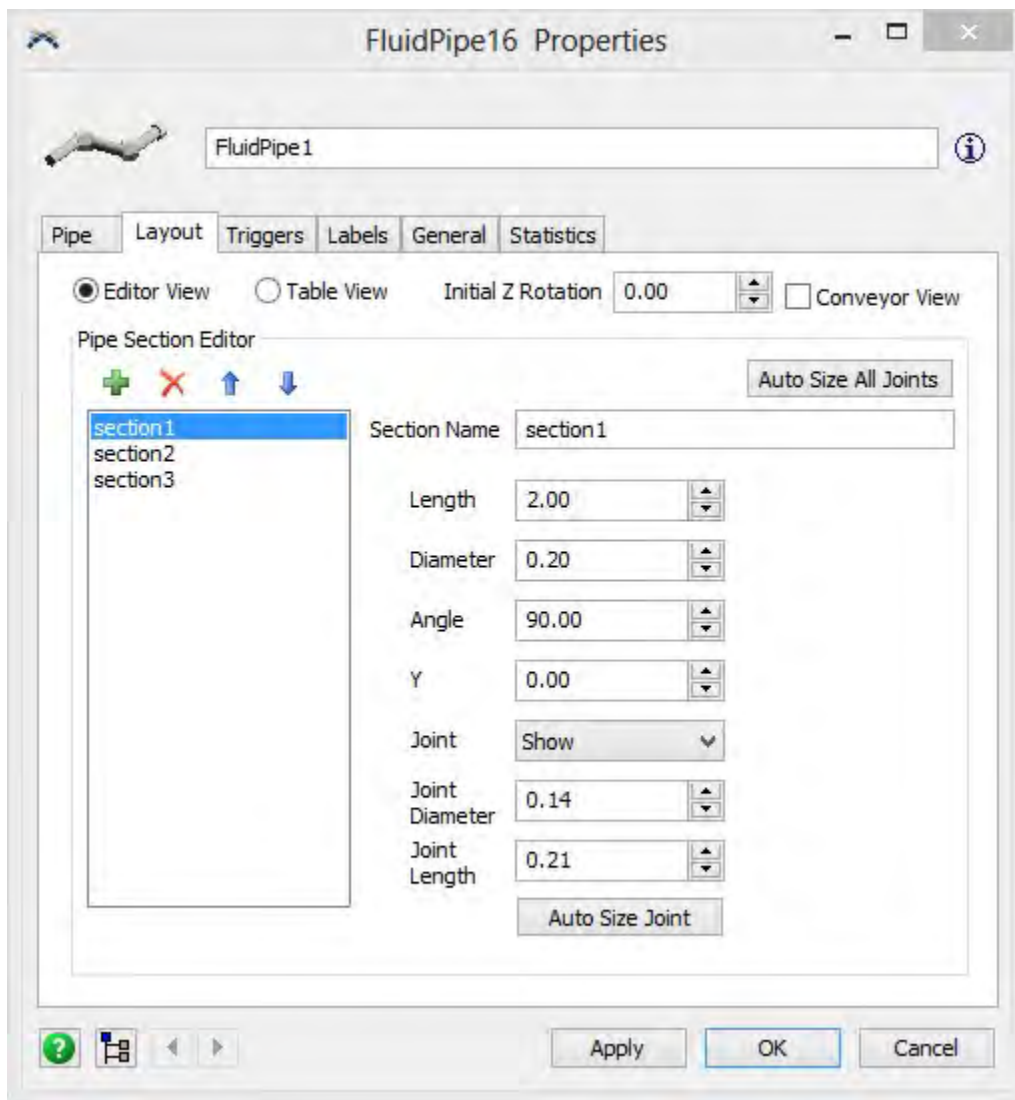 FluidPipe16 Properties
FluidPipe1
Pipe Layout Triggers Labels General Statistics
Editor View Table View Initial Z Rotation 0.00 Conveyor View
Pipe Section Editor
Auto Size All Joints
section1
section2
section3
Section Name section1
Length 2.00
Diameter 0.20
Angle 90.00
Y 0.00
Joint Show
Joint
Diameter 0.14
Joint
Length 0.21
Auto Size Joint
Apply OK Cancel